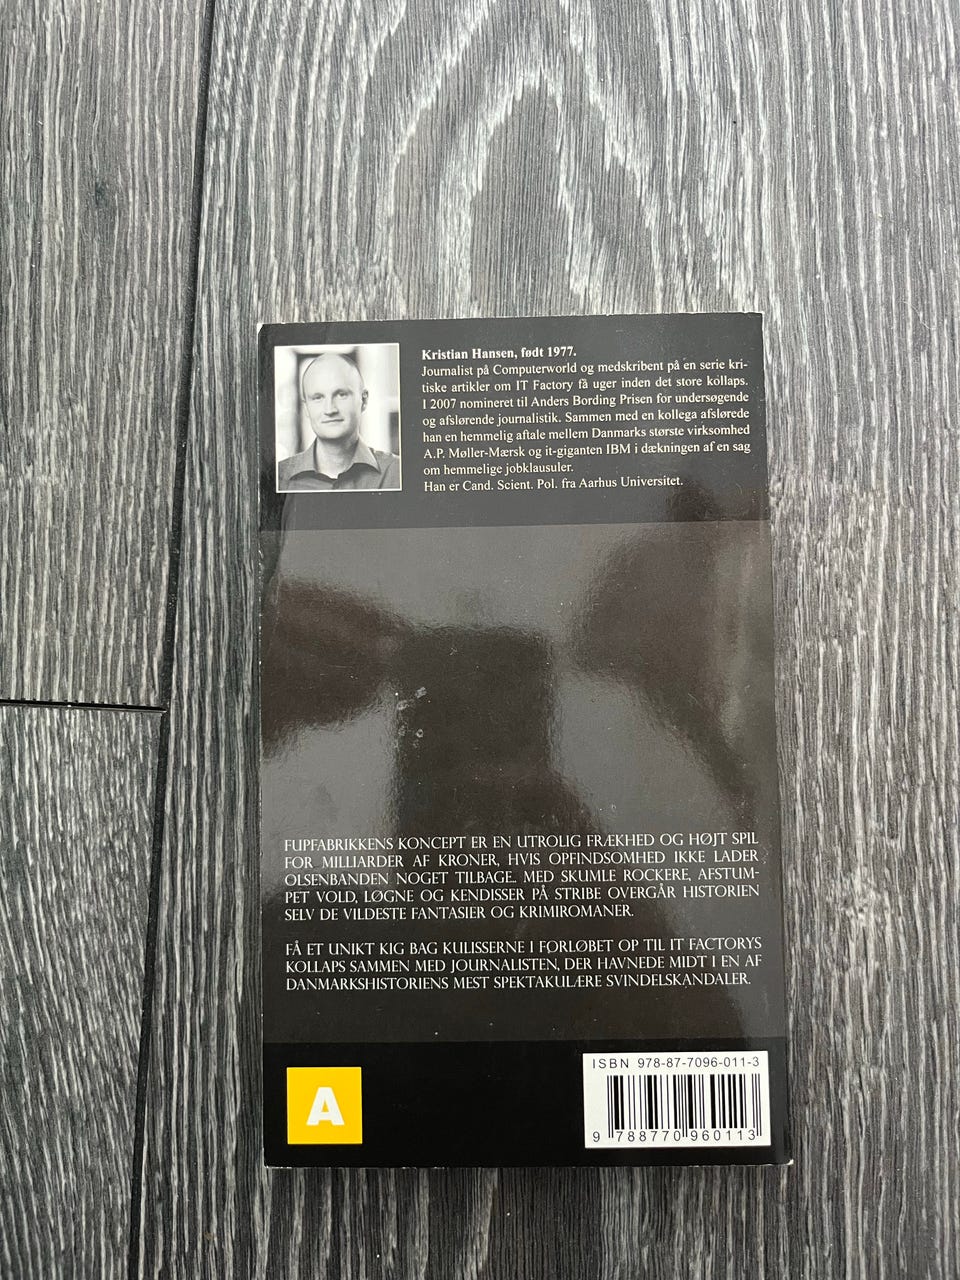 Kristian Hansen, født 1977.
Journalist på Computerworld og medskribent på en serie kri-
tiske artikler om IT Factory få uger inden det store kollaps.
I 2007 nomineret til Anders Bording Prisen for undersøgende
og afslørende journalistik. Sammen med en kollega afslørede
han en hemmelig aftale mellem Danmarks største virksomhed
A.P. Møller-Mærsk og it-giganten IBM i dækningen af en sag
om hemmelige jobklausuler.
Han er Cand. Scient. Pol. fra Aarhus Universitet.
FUPFABRIKKENS KONCEPT ER EN UTROLIG FRÆKHED OG HØJT SPIL
FOR MILLIARDER AF KRONER, HVIS OPFINDSOMHED IKKE LADER
OLSENBANDEN NOGET TILBAGE. MED SKUMLE ROCKERE, AFSTUM-
PET VOLD, LØGNE OG KENDISSER PÅ STRIBE OVERGÅR HISTORIEN
SELV DE VILDESTE FANTASIER OG KRIMIROMANER.
FÅ ET UNIKT KIG BAG KULISSERNE I FORLØBET OP TIL IT FACTORYS
KOLLAPS SAMMEN MED JOURNALISTEN, DER HAVNEDE MIDT I EN AF
DANMARKSHISTORIENS MEST SPEKTAKULÆRE SVINDELSKANDALER.
A
ISBN 978-87-7096-011-3
9 788770 960113